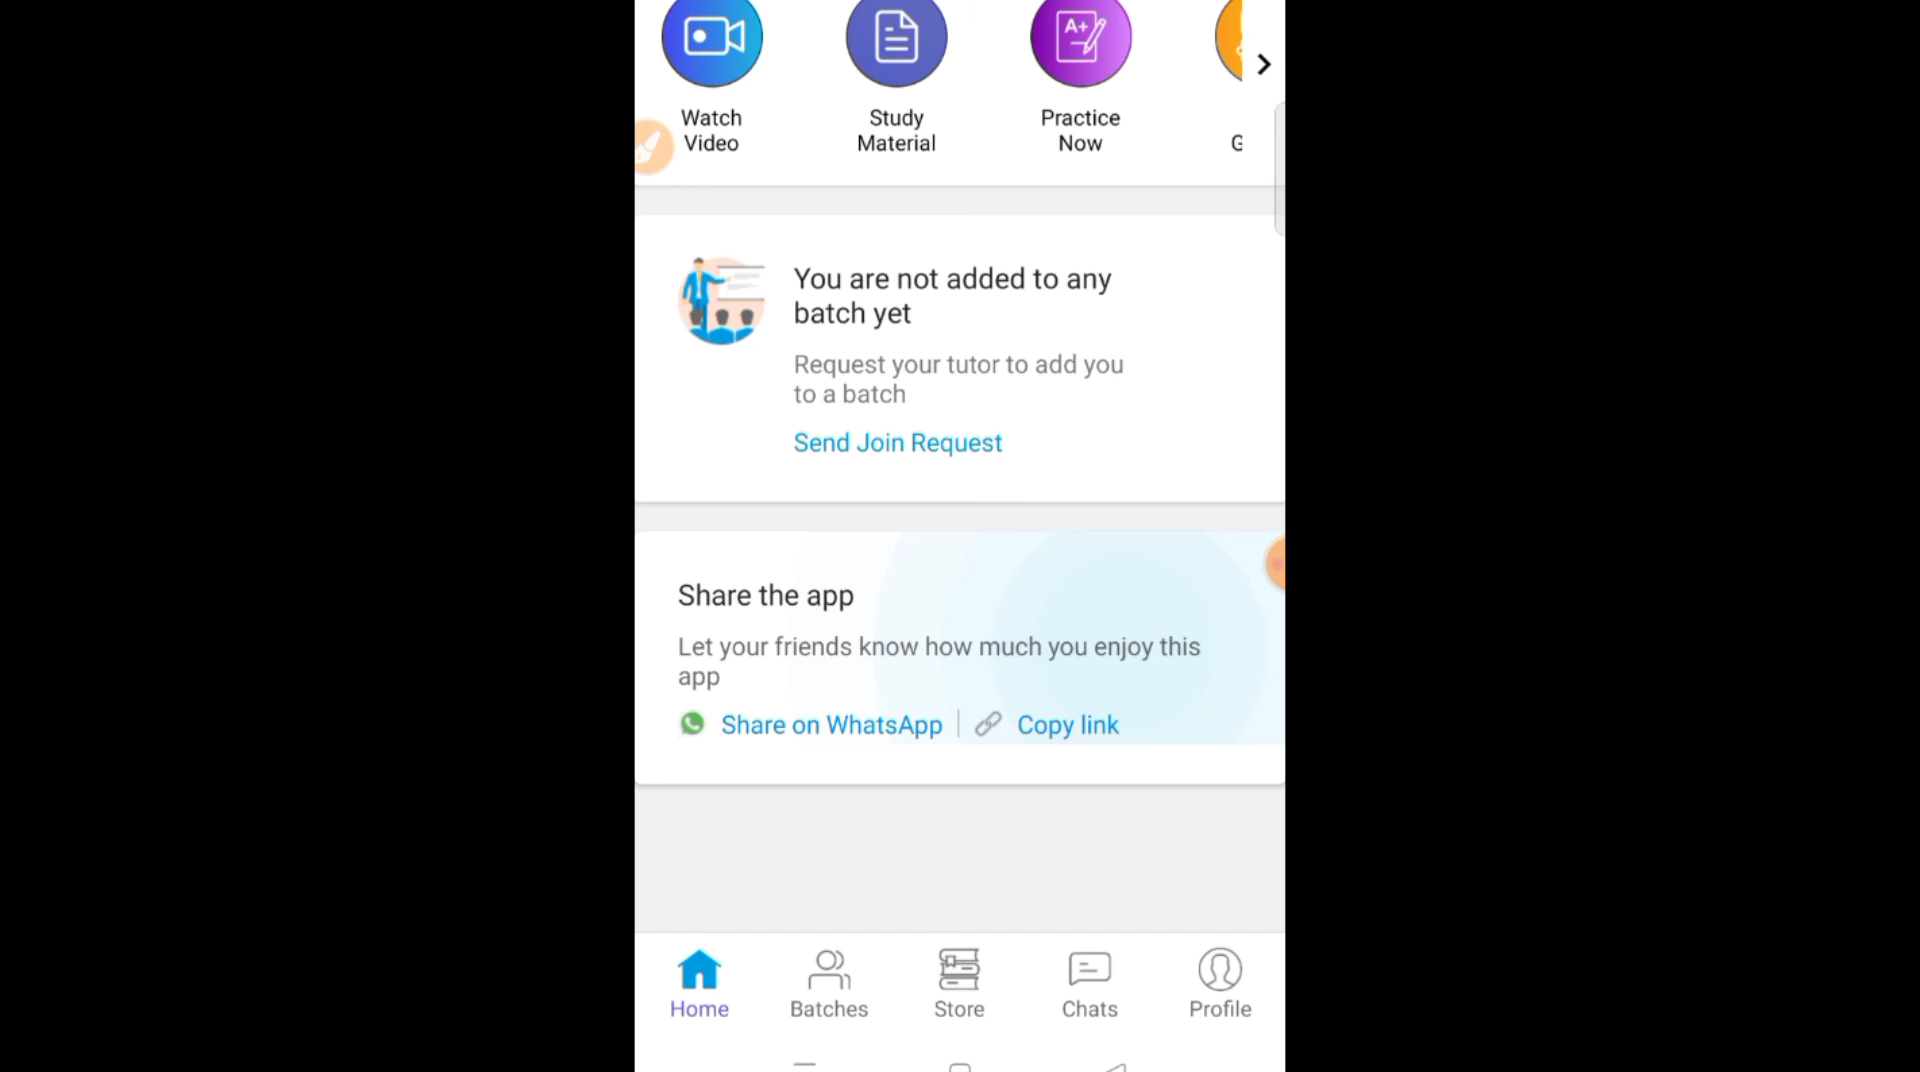 A+
Watch
Video
Study
Material
Practice
Now
G
You are not added to any
batch yet
Request your tutor to add you
to a batch
Send Join Request
Share the app
Let your friends know how much you enjoy this
app
Share on WhatsApp
Copy link
Home
Batches
Store
Chats
Profile